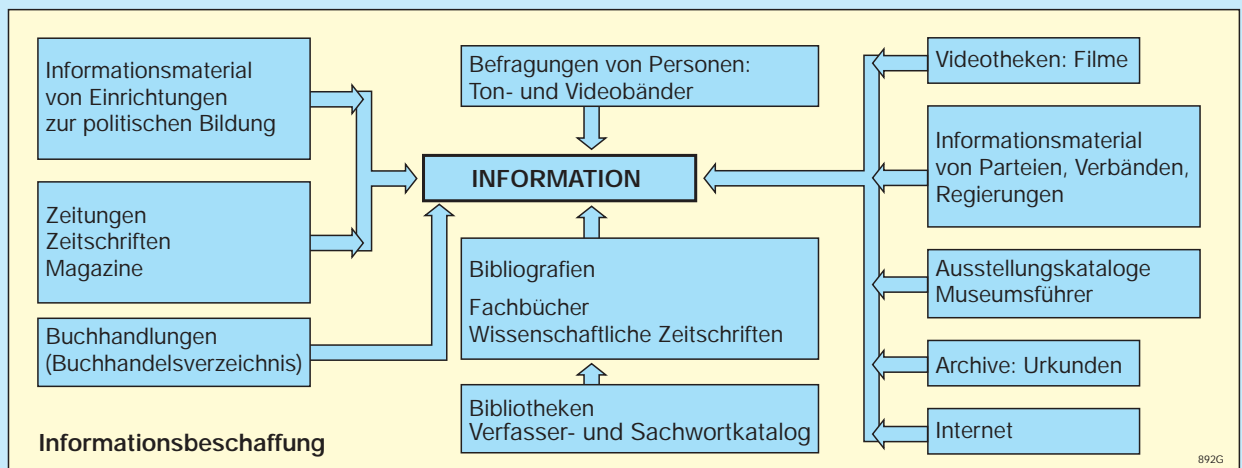 Informationsmaterial
von Einrichtungen
zur politischen Bildung
Zeitungen
Zeitschriften
Magazine
Buchhandlungen
(Buchhandelsverzeichnis)
Befragungen von Personen:
Ton- und Videobänder
INFORMATION
Bibliografien
Fachbücher
Wissenschaftliche Zeitschriften
Bibliotheken
Verfasser- und Sachwortkatalog
Videotheken: Filme
Informationsmaterial
von Parteien, Verbänden,
Regierungen
Ausstellungskataloge
Museumsführer
Archive: Urkunden
Internet
Informationsbeschaffung
892G